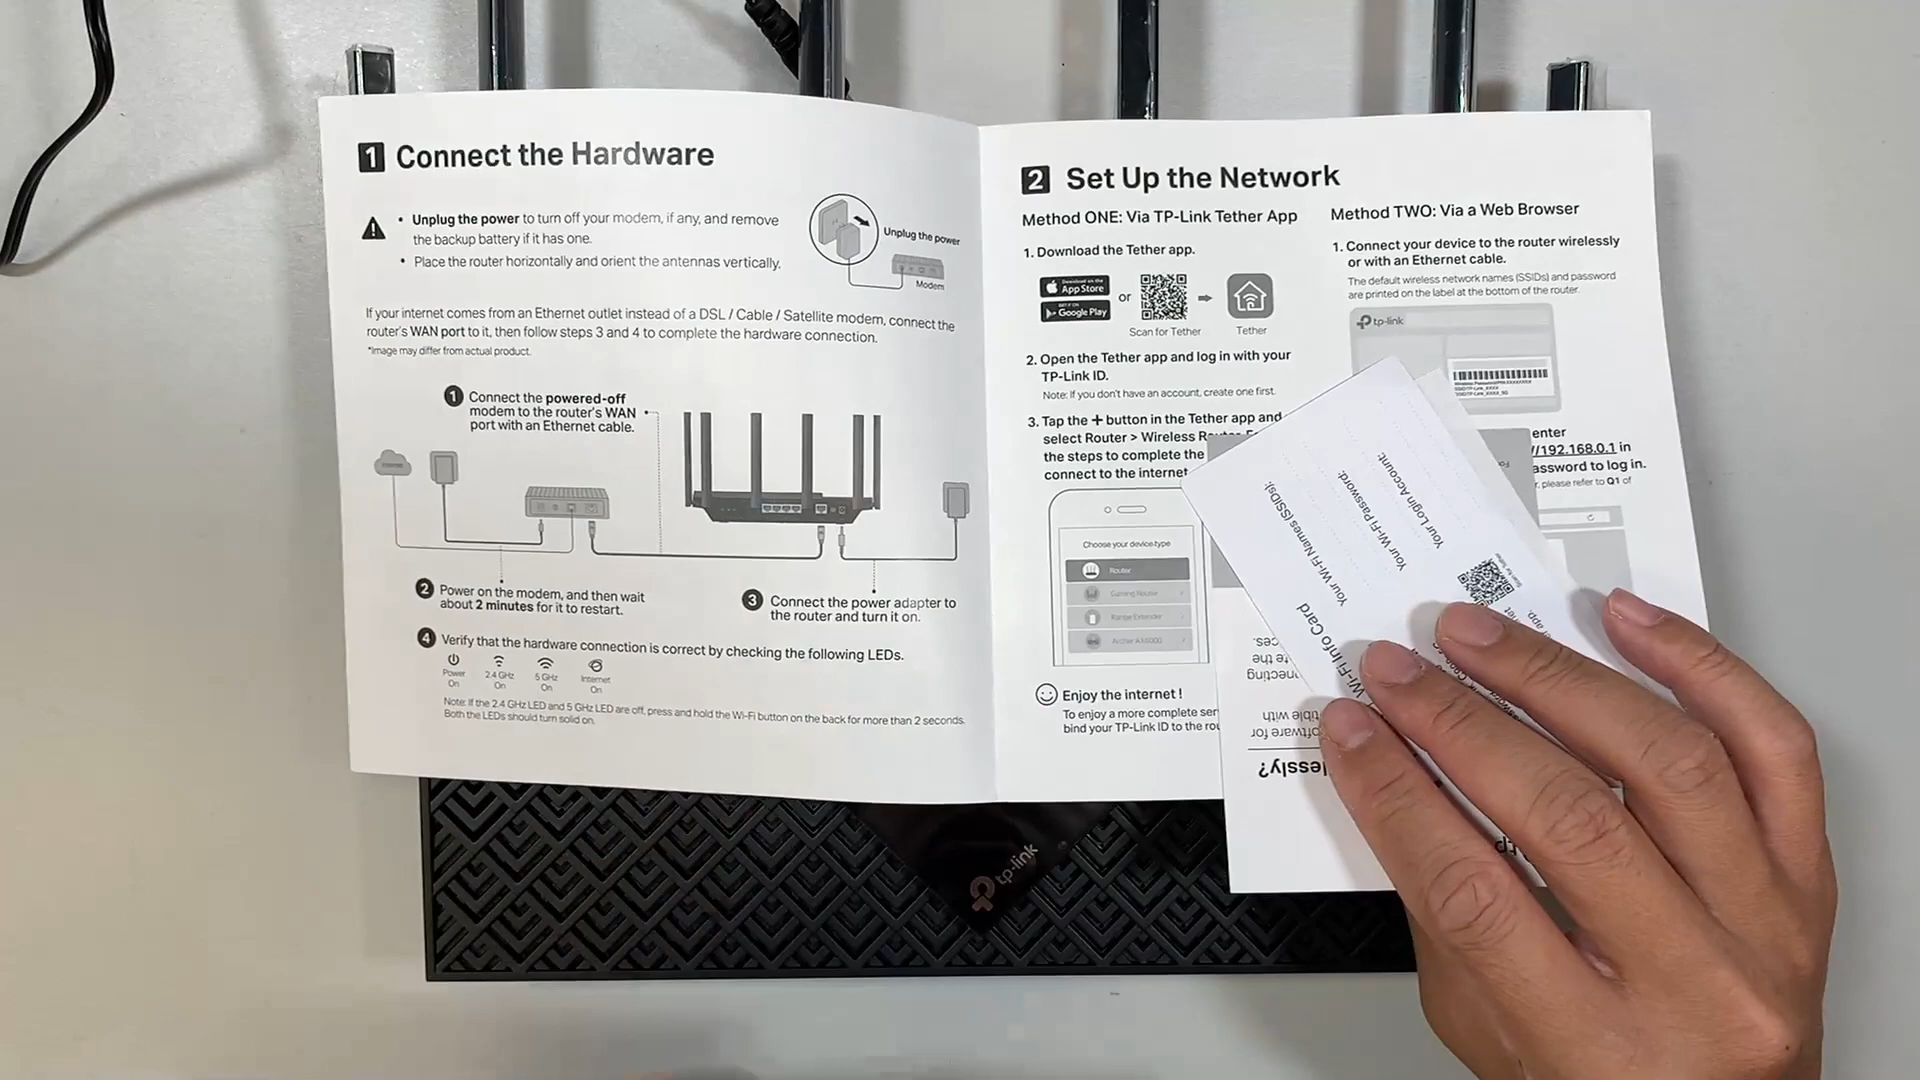 1 Connect the Hardware
• Unplug the power to turn off your modem, if any, and remove
the backup battery if it has one.
• Place the router horizontally and orient the antennas vertically.
Unplug the power
Modem
If your internet comes from an Ethernet outlet instead of a DSL / Cable / Satellite modem, connect the
router's WAN port to it, then follow steps 3 and 4 to complete the hardware connection.
*Image may differ from actual product.
1 Connect the powered-off
modem to the router's WAN
port with an Ethernet cable.
2 Power on the modem, and then wait
about 2 minutes for it to restart.
3 Connect the power adapter to
the router and turn it on.
4 Verify that the hardware connection is correct by checking the following LEDs.
Power
On
2.4 GHz
On
5 GHz
On
Internet
On
Note: If the 2.4 GHz LED and 5 GHz LED are off, press and hold the Wi-Fi button on the back for more than 2 seconds.
Both the LEDs should turn solid on.
2 Set Up the Network
Method ONE: Via TP-Link Tether App
1. Download the Tether app.
Download on the
App Store
GET IT ON
Google Play
or
Scan for Tether
Tether
2. Open the Tether app and log in with your
TP-Link ID.
Note: If you don't have an account, create one first.
3. Tap the + button in the Tether app and
select Router > Wireless
the steps to complete the
connect to the internet
Choose your device type
Router
Gaming Router
Range Extender
Enjoy the internet !
To enjoy a more complete
bind your TP-Link ID to the
Method TWO: Via a Web Browser
1. Connect your device to the router wirelessly
or with an Ethernet cable.
The default wireless network names (SSIDs) and password
are printed on the label at the bottom of the router.
tp-link
enter
/192.168.0.1 in
to log in.
please refer to Q1 of
Wi-Fi Info Card
Your Wi-Fi Names (SSIDs):
Your Wi-Fi Password:
Your Login Account:
Scan for Tether
the
with
software for
tp-link